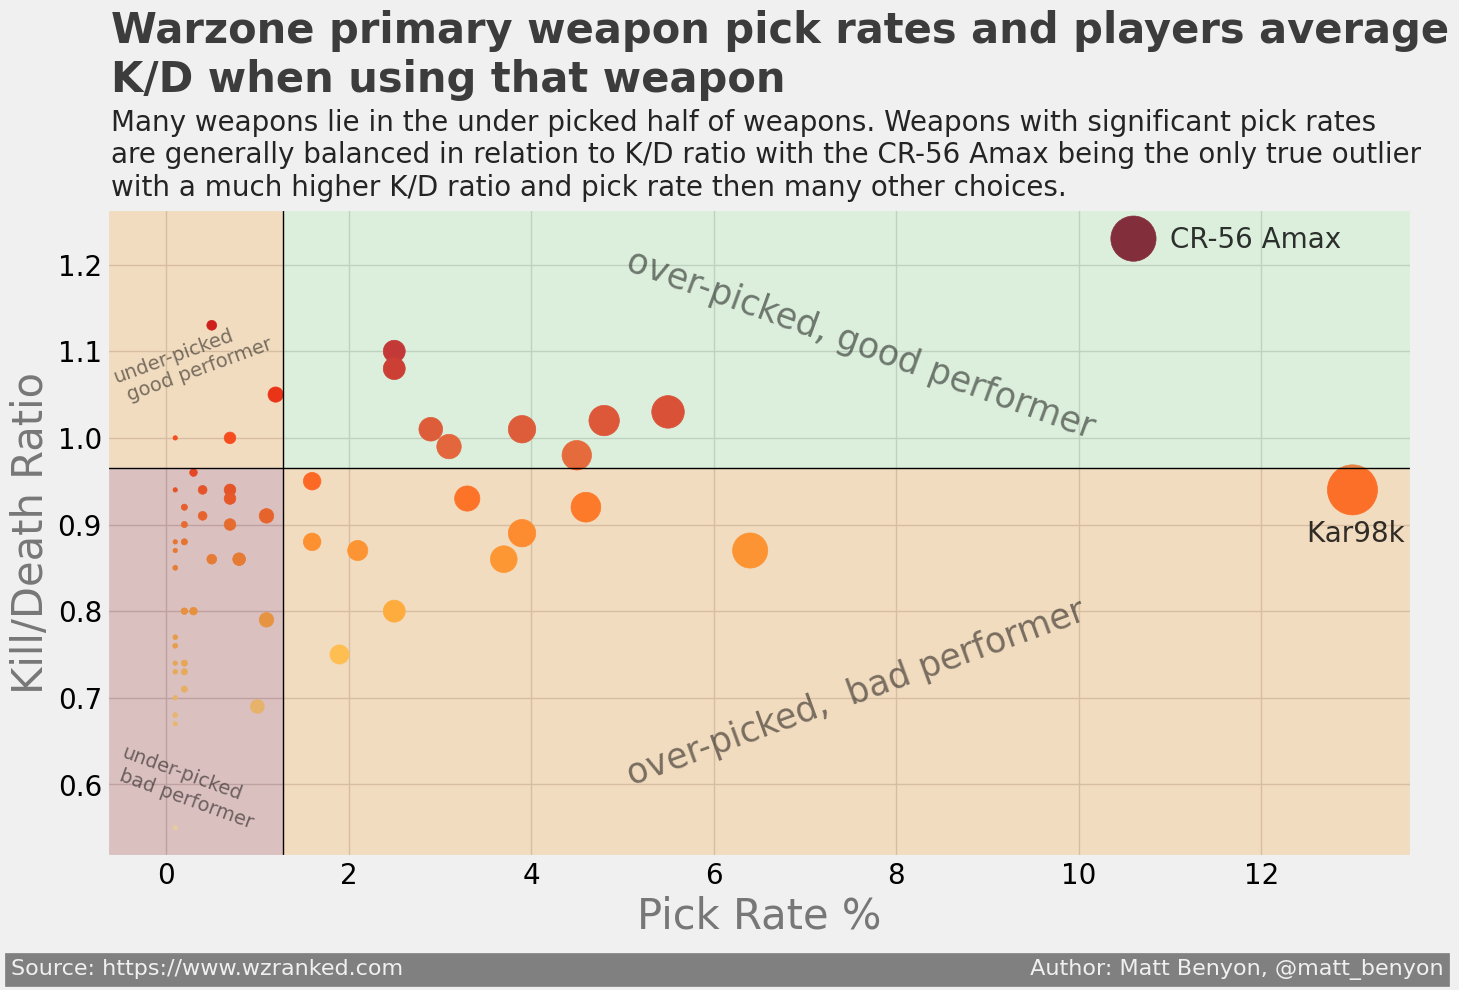 Warzone primary weapon pick rates and players average
K/D when using that weapon
Many weapons lie in the under picked half of weapons. Weapons with significant pick rates
are generally balanced in relation to K/D ratio with the CR-56 Amax being the only true outlier
with a much higher K/D ratio and pick rate then many other choices.
CR-56 Amax
over-picked, good performer
under-picked
good performer
Kar98k
over-picked,  bad performer
under-picked
bad performer
Kill/Death Ratio
1.2
1.1
1.0
0.9
0.8
0.7
0.6
0 2 4 6 8 10 12
Pick Rate %
Source: https://www.wzranked.com
Author: Matt Benyon, @matt_benyon